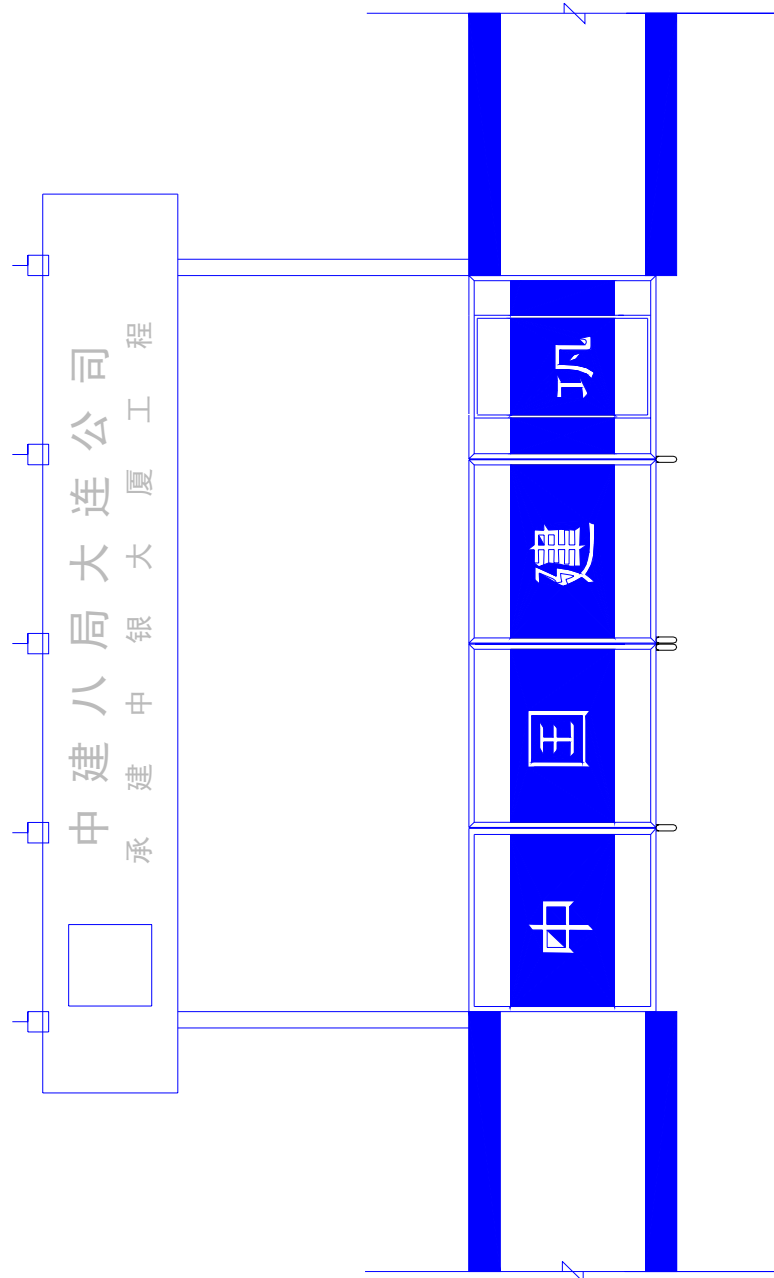 中建八局大连公司
承建中银大厦工程
中国建筑